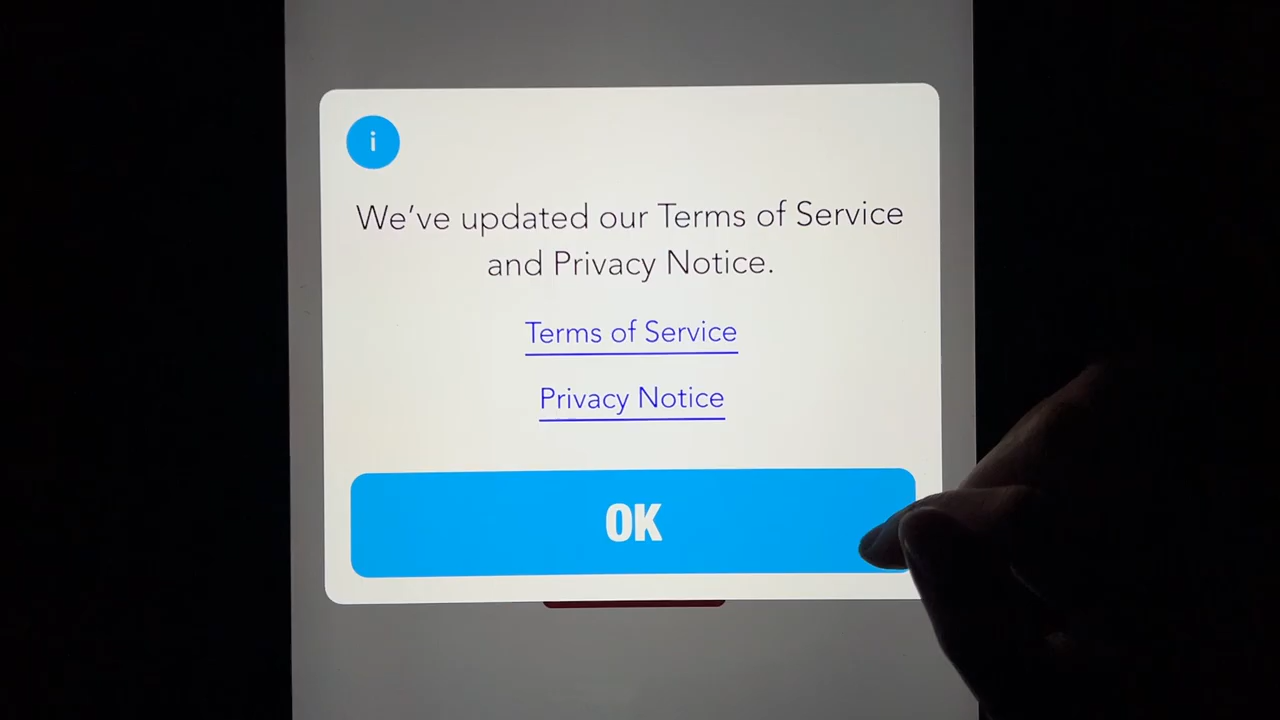 i
We've updated our Terms of Service
and Privacy Notice.
Terms of Service
Privacy Notice
OK